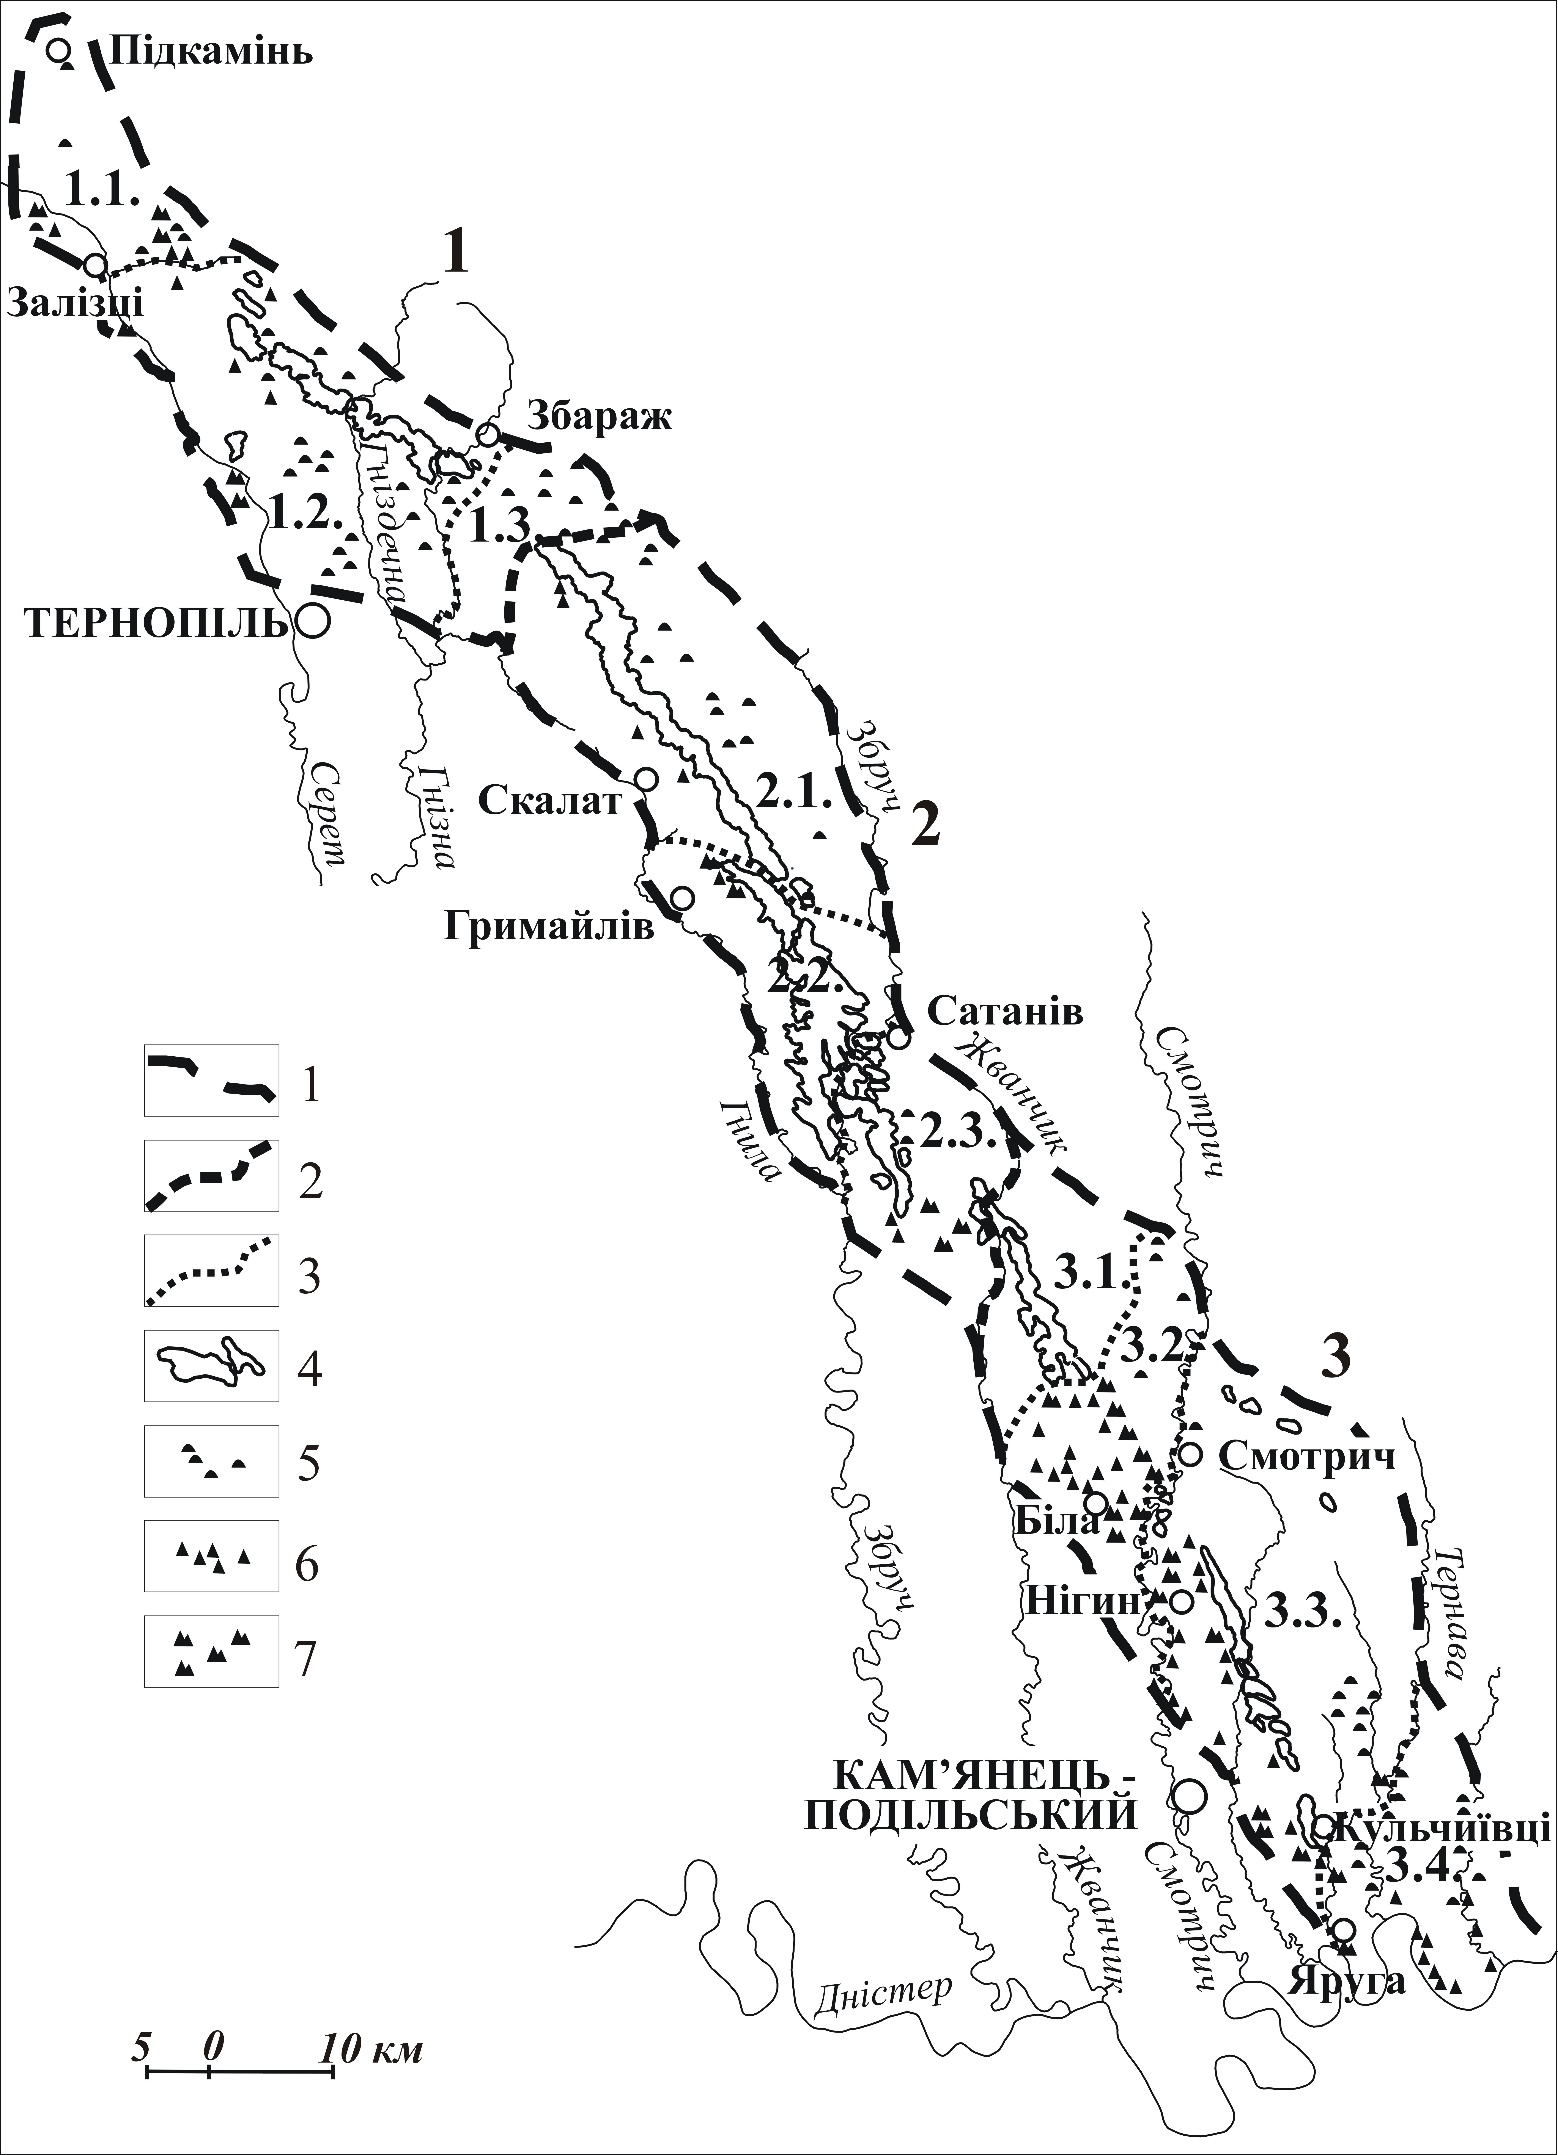 Підкамінь
1.1.
1
Залізці
Збараж
1.2.
Гніздечна
1.3
ТЕРНОПІЛЬ
Серет
Гнізна
Збруч
Скалат
2.1.
2
Гримайлів
2.2.
Сатанів
Жванчик
Смотрич
Гнила
2.3.
3.1.
3.2
3
Смотрич
Біла
Збруч
Нігин
3.3.
Тернава
КАМ’ЯНЕЦЬ -
ПОДІЛЬСЬКИЙ
Кульчиївці
3.4.
Жванчик
Смотрич
Яруга
Дністер
1
2
3
4
5
6
7
5 0 10 км